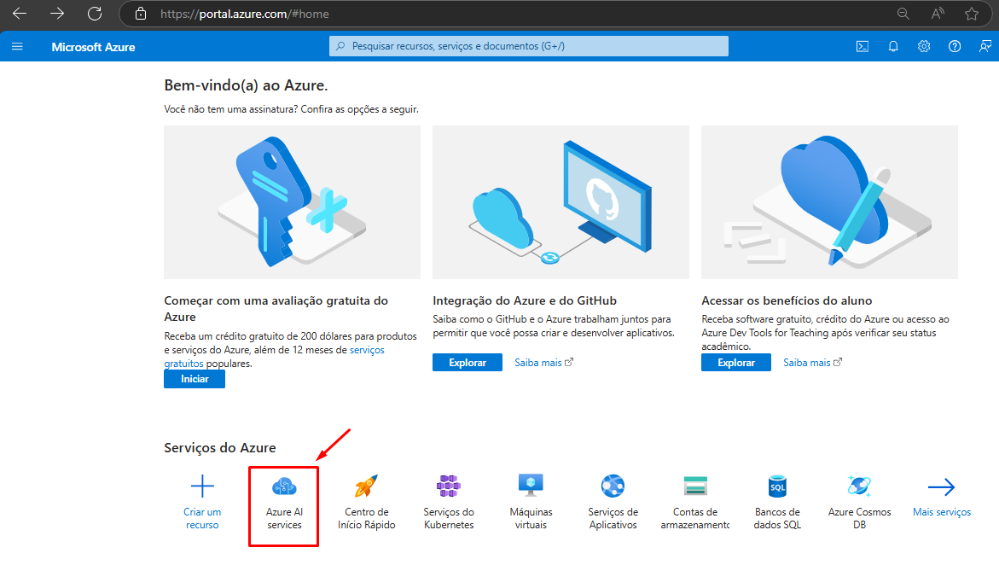 https://portal.azure.com/#home
Microsoft Azure
Pesquisar recursos, serviços e documentos (G+/)
Bem-vindo(a) ao Azure.
Você não tem uma assinatura? Confira as opções a seguir.
Começar com uma avaliação gratuita do
Azure
Receba um crédito gratuito de 200 dólares para produtos
e serviços do Azure, além de 12 meses de serviços
gratuitos populares.
Iniciar
Integração do Azure e do GitHub
Saiba como o GitHub e o Azure trabalham juntos para
permitir que você possa criar e desenvolver aplicativos.
Explorar
Saiba mais
Acessar os benefícios do aluno
Receba software gratuito, crédito do Azure ou acesso ao
Azure Dev Tools for Teaching após verificar seu status
acadêmico.
Explorar
Saiba mais
Serviços do Azure
Criar um
recurso
Azure AI
services
Centro de
Início Rápido
Serviços do
Kubernetes
Máquinas
virtuais
Serviços de
Aplicativos
Contas de
armazenamento
SQL
Bancos de
dados SQL
Azure Cosmos
DB
Mais serviços